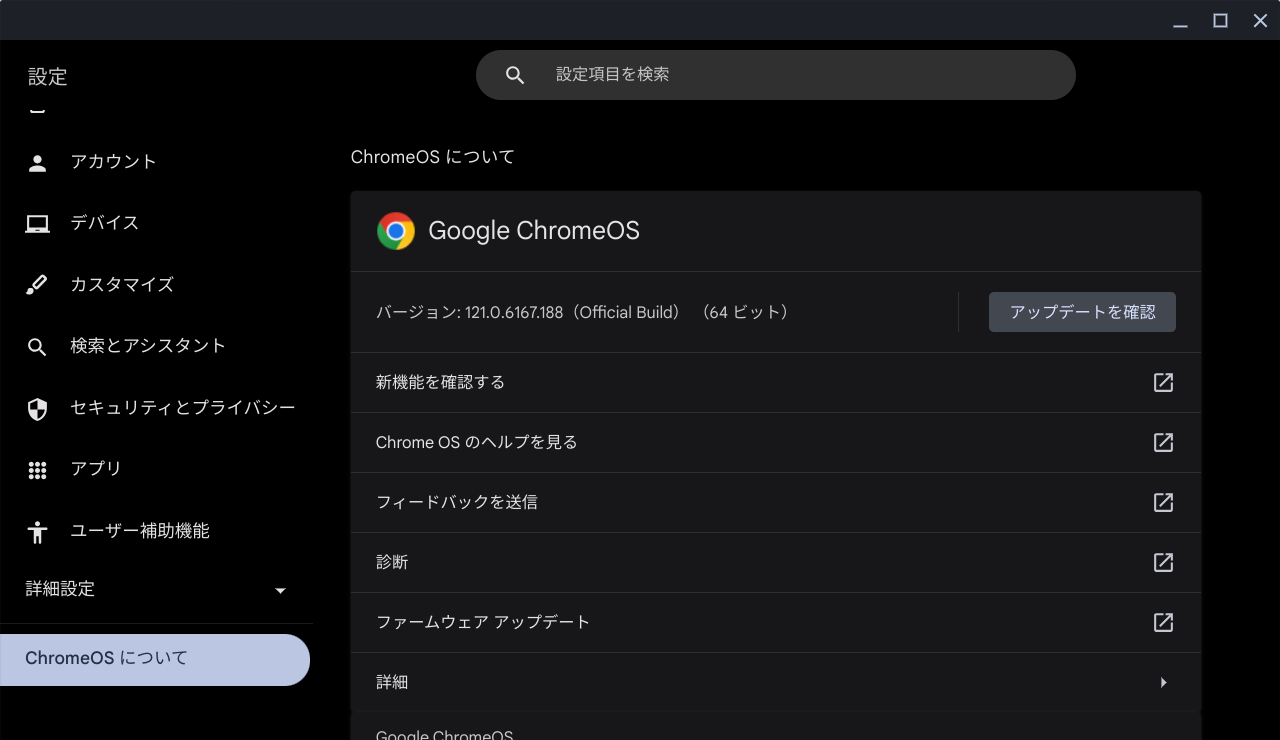 設定
設定項目を検索
アカウント
デバイス
カスタマイズ
検索とアシスタント
セキュリティとプライバシー
アプリ
ユーザー補助機能
詳細設定
ChromeOS について
ChromeOS について
Google ChromeOS
バージョン: 121.0.6167.188（Official Build） （64 ビット）
アップデートを確認
新機能を確認する
Chrome OS のヘルプを見る
フィードバックを送信
診断
ファームウェア アップデート
詳細
Google ChromeOS